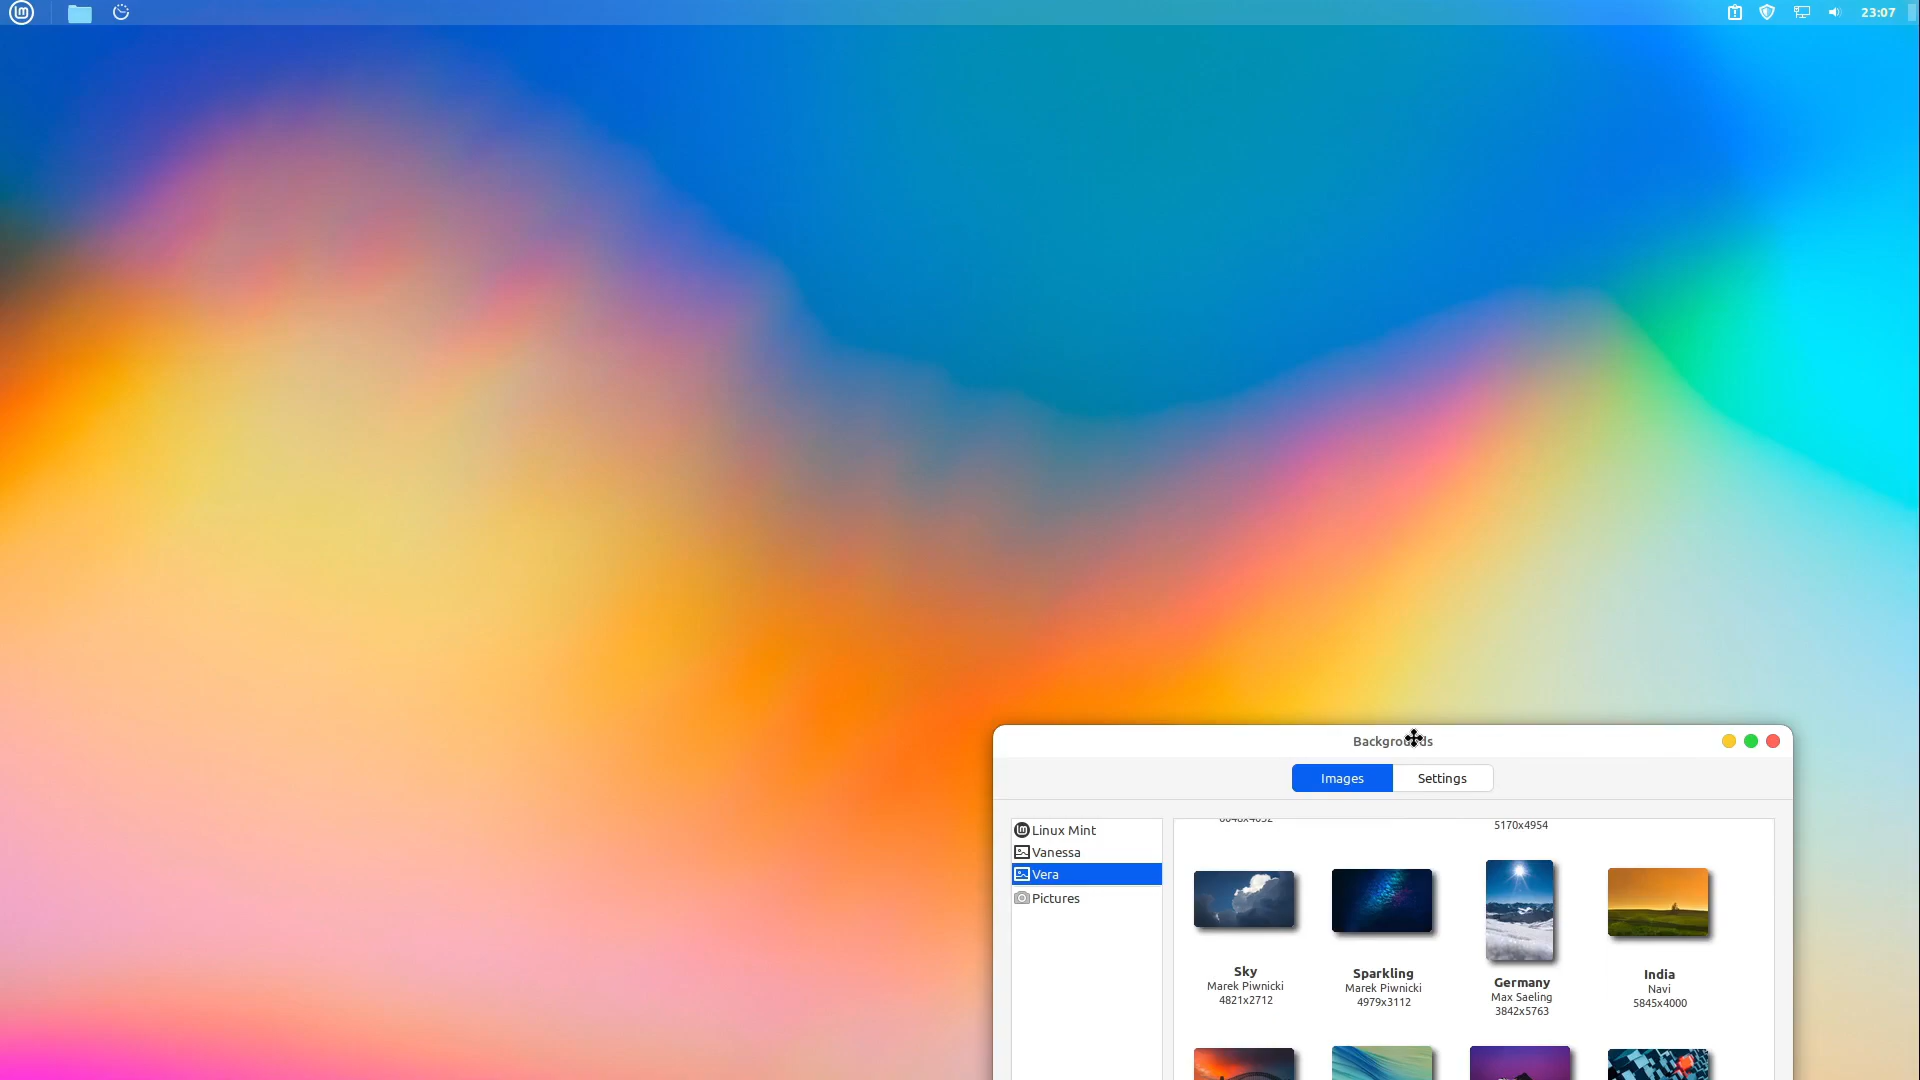 23:07
Backgrounds
Images
Settings
Linux Mint
Vanessa
Vera
Pictures
5170x4954
Sky
Marek Piwnicki
4821x2712
Sparkling
Marek Piwnicki
4979x3112
Germany
Max Saeling
3842x5763
India
Navi
5845x4000